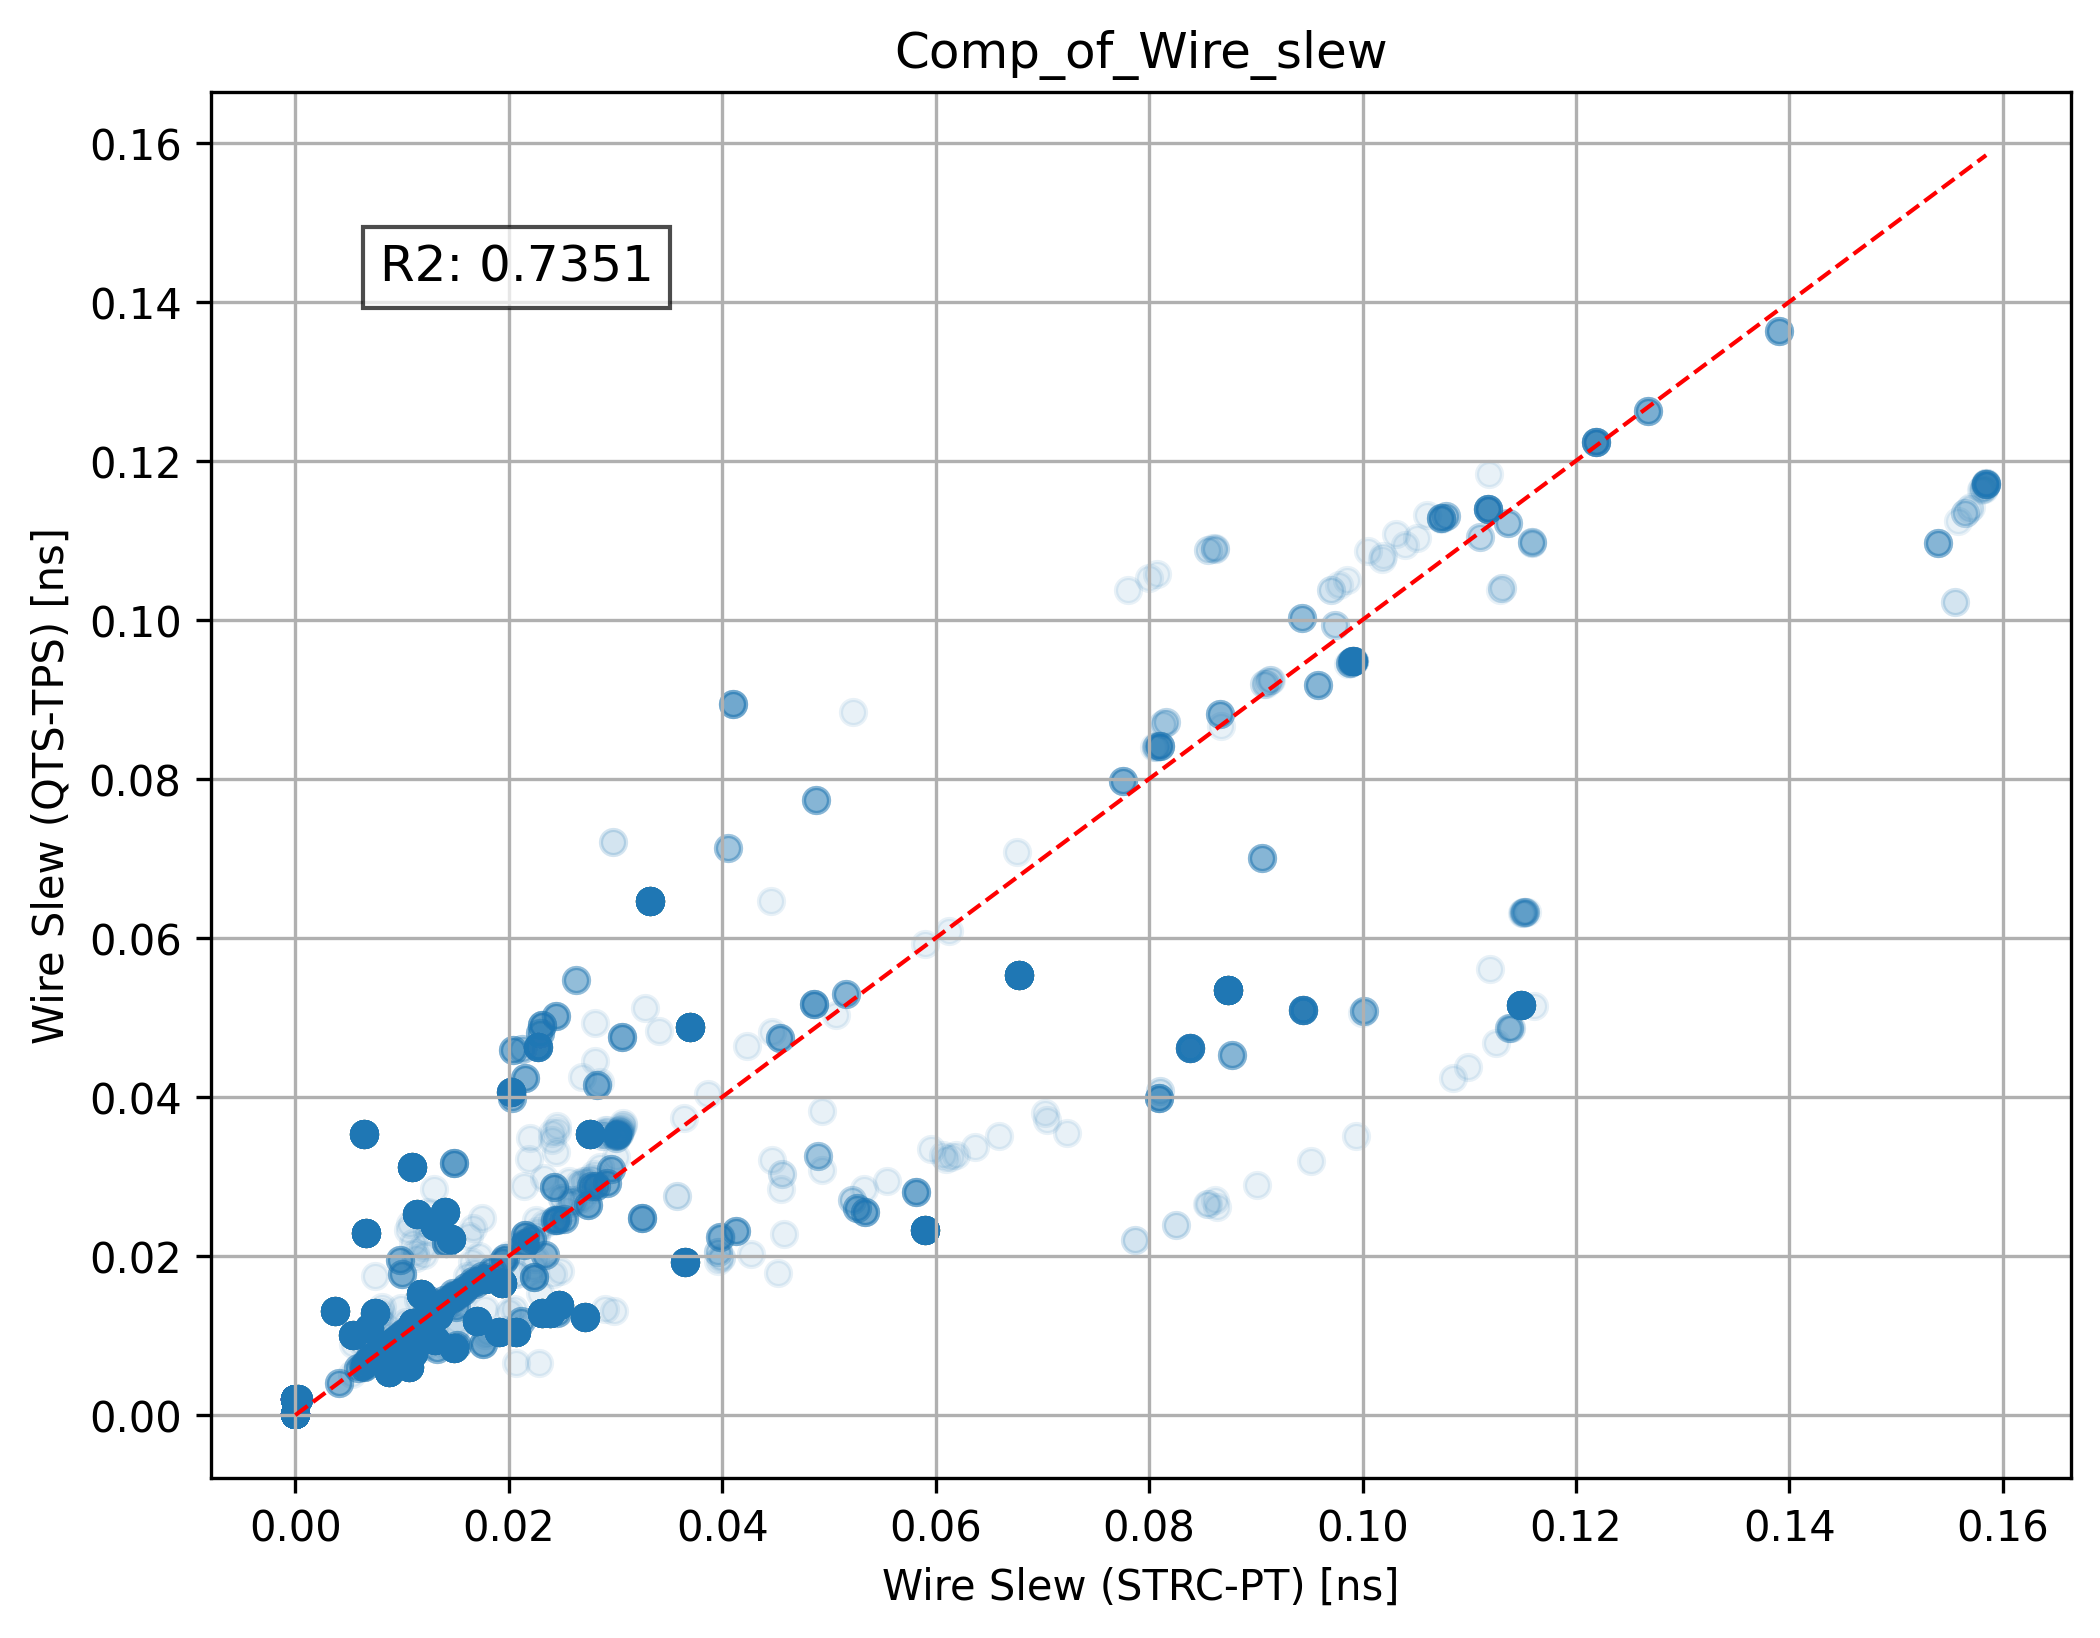 Comp_of_Wire_slew
R2: 0.7351
Wire Slew (QTS-TPS) [ns]
0.16
0.14
0.12
0.10
0.08
0.06
0.04
0.02
0.00
0.00 0.02 0.04 0.06 0.08 0.10 0.12 0.14 0.16
Wire Slew (STRC-PT) [ns]